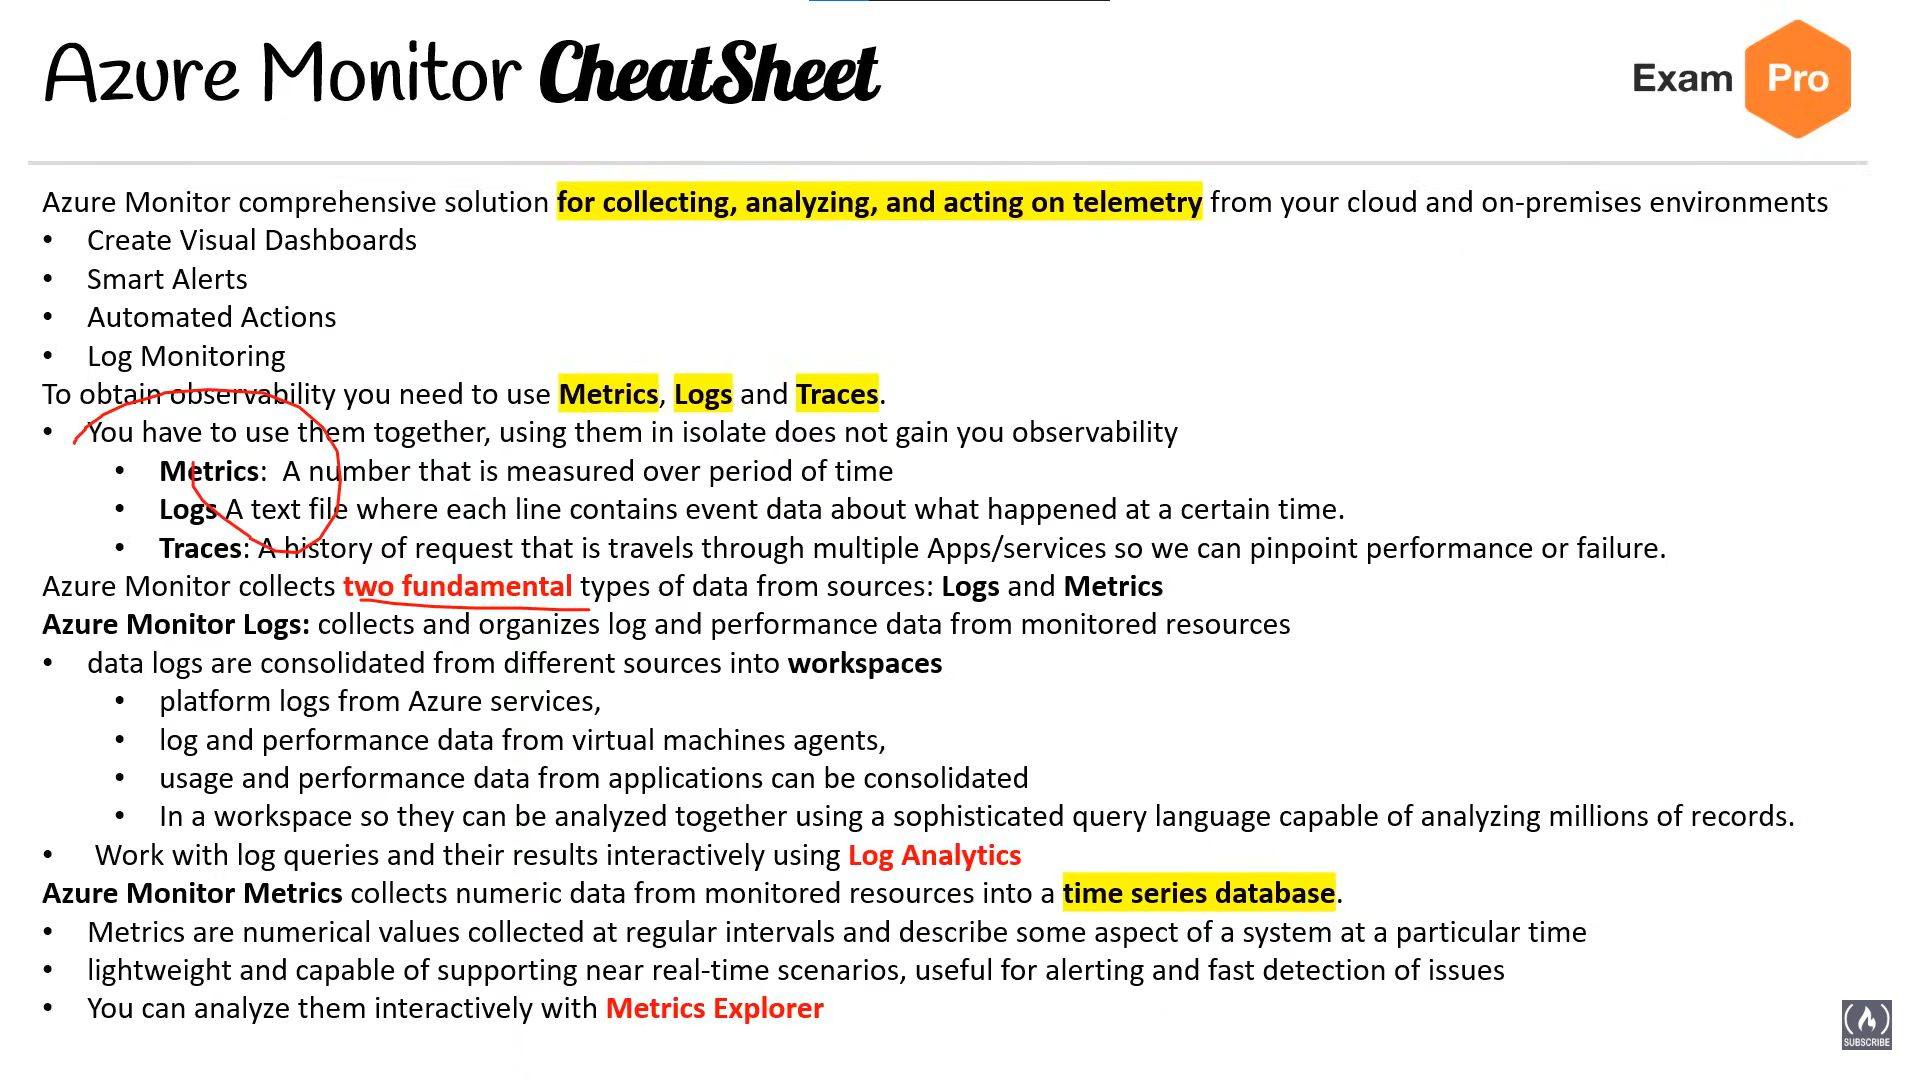 Azure Monitor CheatSheet
Exam Pro
Azure Monitor comprehensive solution for collecting, analyzing, and acting on telemetry from your cloud and on-premises environments
• Create Visual Dashboards
• Smart Alerts
• Automated Actions
• Log Monitoring
To obtain observability you need to use Metrics, Logs and Traces.
• You have to use them together, using them in isolate does not gain you observability
• Metrics: A number that is measured over period of time
• Logs A text file where each line contains event data about what happened at a certain time.
• Traces: A history of request that is travels through multiple Apps/services so we can pinpoint performance or failure.
Azure Monitor collects two fundamental types of data from sources: Logs and Metrics
Azure Monitor Logs: collects and organizes log and performance data from monitored resources
• data logs are consolidated from different sources into workspaces
• platform logs from Azure services,
• log and performance data from virtual machines agents,
• usage and performance data from applications can be consolidated
• In a workspace so they can be analyzed together using a sophisticated query language capable of analyzing millions of records.
• Work with log queries and their results interactively using Log Analytics
Azure Monitor Metrics collects numeric data from monitored resources into a time series database.
• Metrics are numerical values collected at regular intervals and describe some aspect of a system at a particular time
• lightweight and capable of supporting near real-time scenarios, useful for alerting and fast detection of issues
• You can analyze them interactively with Metrics Explorer
SUBSCRIBE